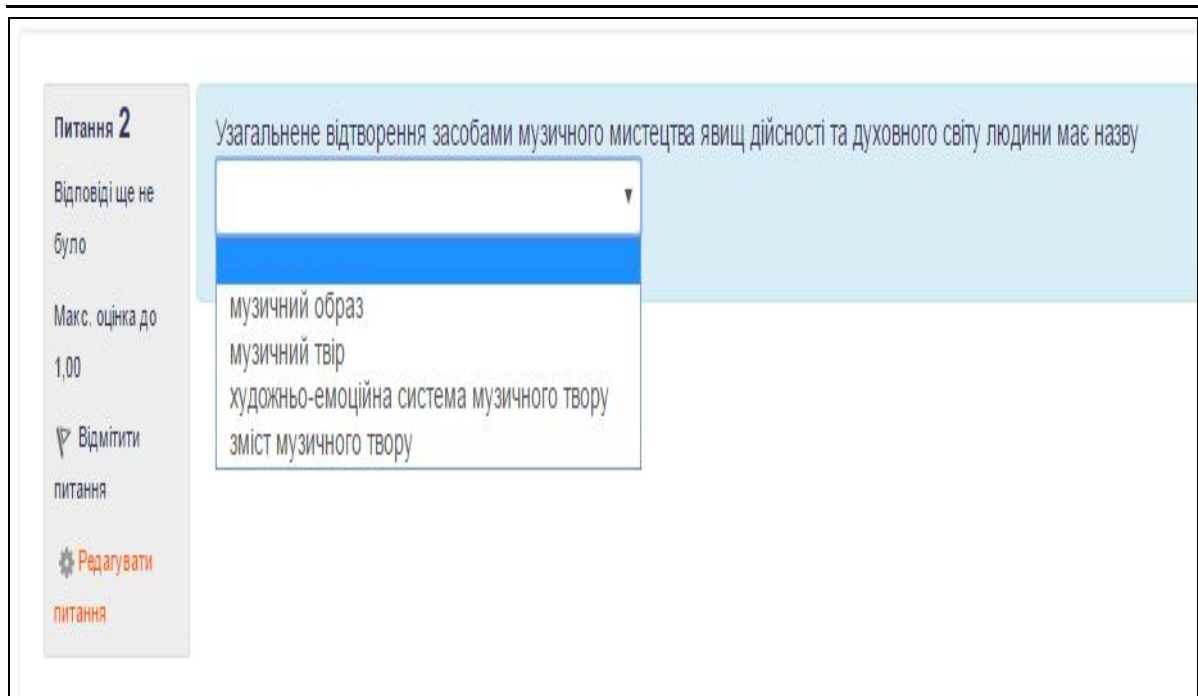 Питання 2
Відповіді ще не
було
Макс. оцінка до
1,00
Відмітити
питання
Редагувати
питання
Узагальнене відтворення засобами музичного мистецтва явищ дійсності та духовного світу людини має назву
музичний образ
музичний твір
художньо-емоційна система музичного твору
зміст музичного твору